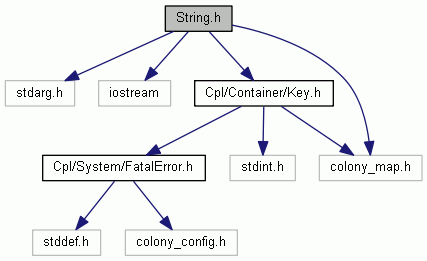 String.h
stdarg.h
iostream
Cpl/Container/Key.h
Cpl/System/FatalError.h
stdint.h
colony_map.h
stddef.h
colony_config.h